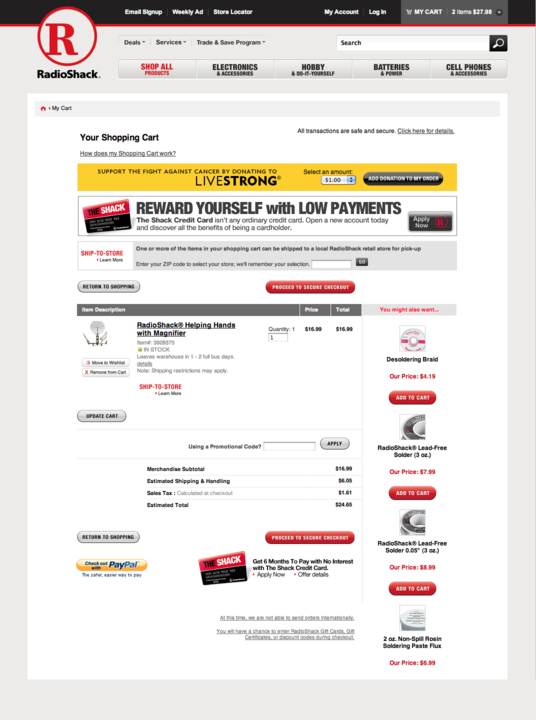 Email Signup Weekly Ad Store Locator
My Account Log In
MY CART 2 items $27.98
R
RadioShack.
Deals Services Trade & Save Program
Search
SHOP ALL PRODUCTS
ELECTRONICS & ACCESSORIES
HOBBY & DO-IT-YOURSELF
BATTERIES & POWER
CELL PHONES & ACCESSORIES
My Cart
Your Shopping Cart
All transactions are safe and secure. Click here for details.
How does my Shopping Cart work?
SUPPORT THE FIGHT AGAINST CANCER BY DONATING TO
LIVESTRONG®
Select an amount:
$1.00
ADD DONATION TO MY ORDER
THE SHACK
REWARD YOURSELF with LOW PAYMENTS
The Shack Credit Card isn't any ordinary credit card. Open a new account today
and discover all the benefits of being a cardholder.
Apply
Now
SHIP-TO-STORE
• Learn More
One or more of the items in your shopping cart can be shipped to a local RadioShack retail store for pick-up
Enter your ZIP code to select your store; we'll remember your selection.
GO
RETURN TO SHOPPING
PROCEED TO SECURE CHECKOUT
Item Description Price Total
You might also want...
RadioShack® Helping Hands
with Magnifier
Quantity: 1 $16.99 $16.99
1
IN STOCK
Leaves warehouse in 1 - 2 full bus. days.
details
Note: Shipping restrictions may apply.
Move to Wishlist
X Remove from Cart
SHIP-TO-STORE
• Learn More
UPDATE CART
Using a Promotional Code?
APPLY
Merchandise Subtotal $16.99
Estimated Shipping & Handling $6.05
Sales Tax : Calculated at checkout $1.61
Estimated Total $24.65
RETURN TO SHOPPING
PROCEED TO SECURE CHECKOUT
Check out
with PayPal
The safer, easier way to pay
THE SHACK
Get 6 Months To Pay with No Interest
with The Shack Credit Card.
• Apply Now • Offer details
At this time, we are not able to send orders internationally.
You will have a chance to enter RadioShack Gift Cards, Gift
Certificates, or discount codes during checkout.
Desoldering Braid
Our Price: $4.19
ADD TO CART
RadioShack® Lead-Free
Solder (3 oz.)
Our Price: $7.99
ADD TO CART
RadioShack® Lead-Free
Solder 0.05" (3 oz.)
Our Price: $8.99
ADD TO CART
2 oz. Non-Spill Rosin
Soldering Paste Flux
Our Price: $6.99